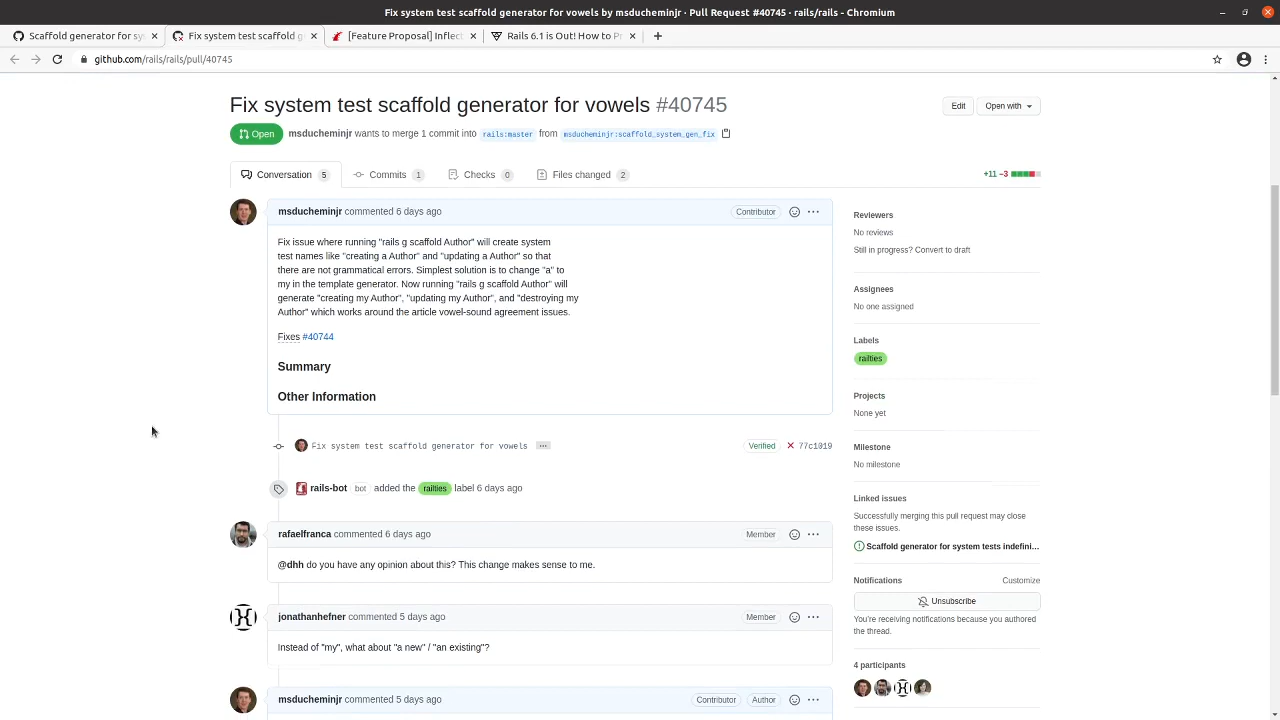 Fix system test scaffold generator for vowels by msducheminjr · Pull Request #40745 · rails/rails - Chromium
Scaffold generator for sy
Fix system test scaffold g
[Feature Proposal] Inflect
Rails 6.1 is Out! How to P
github.com/rails/rails/pull/40745
Fix system test scaffold generator for vowels #40745
Edit
Open with
Open
msducheminjr wants to merge 1 commit into rails:master from msducheminjr:scaffold_system_gen_fix
Conversation 5
Commits 1
Checks 0
Files changed 2
+11 −3
msducheminjr commented 6 days ago
Contributor
Fix issue where running "rails g scaffold Author" will create system
test names like "creating a Author" and "updating a Author" so that
there are not grammatical errors. Simplest solution is to change "a" to
my in the template generator. Now running "rails g scaffold Author" will
generate "creating my Author", "updating my Author", and "destroying my
Author" which works around the article vowel-sound agreement issues.
Fixes #40744
Summary
Other Information
Fix system test scaffold generator for vowels
Verified
77c1019
rails-bot bot added the railties label 6 days ago
rafaelfranca commented 6 days ago
Member
@dhh do you have any opinion about this? This change makes sense to me.
jonathanhefner commented 5 days ago
Member
Instead of "my", what about "a new" / "an existing"?
msducheminjr commented 5 days ago
Contributor
Author
Reviewers
No reviews
Still in progress? Convert to draft
Assignees
No one assigned
Labels
railties
Projects
None yet
Milestone
No milestone
Linked issues
Successfully merging this pull request may close
these issues.
Scaffold generator for system tests indefini...
Notifications
Customize
Unsubscribe
You're receiving notifications because you authored
the thread.
4 participants